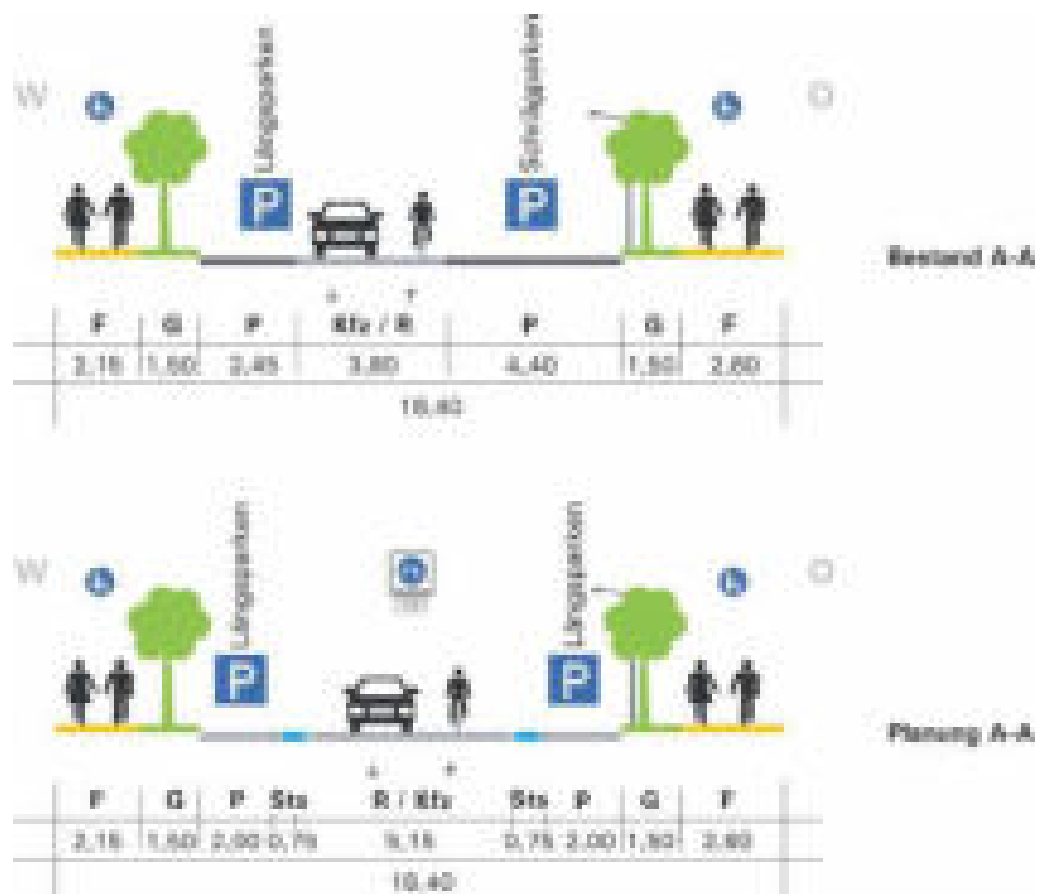 Längsparken
Schrägparken
W O
P P
Bestand A-A
F G P Kfz / R P G F
2,15 1,50 2,45 3,80 4,40 1,50 2,60
18,40
Längsparken
Längsparken
W O
P P
Planung A-A
F G P Sts R / Kfz Sts P G F
2,15 1,50 2,00 0,75 5,15 0,75 2,00 1,50 2,60
18,40